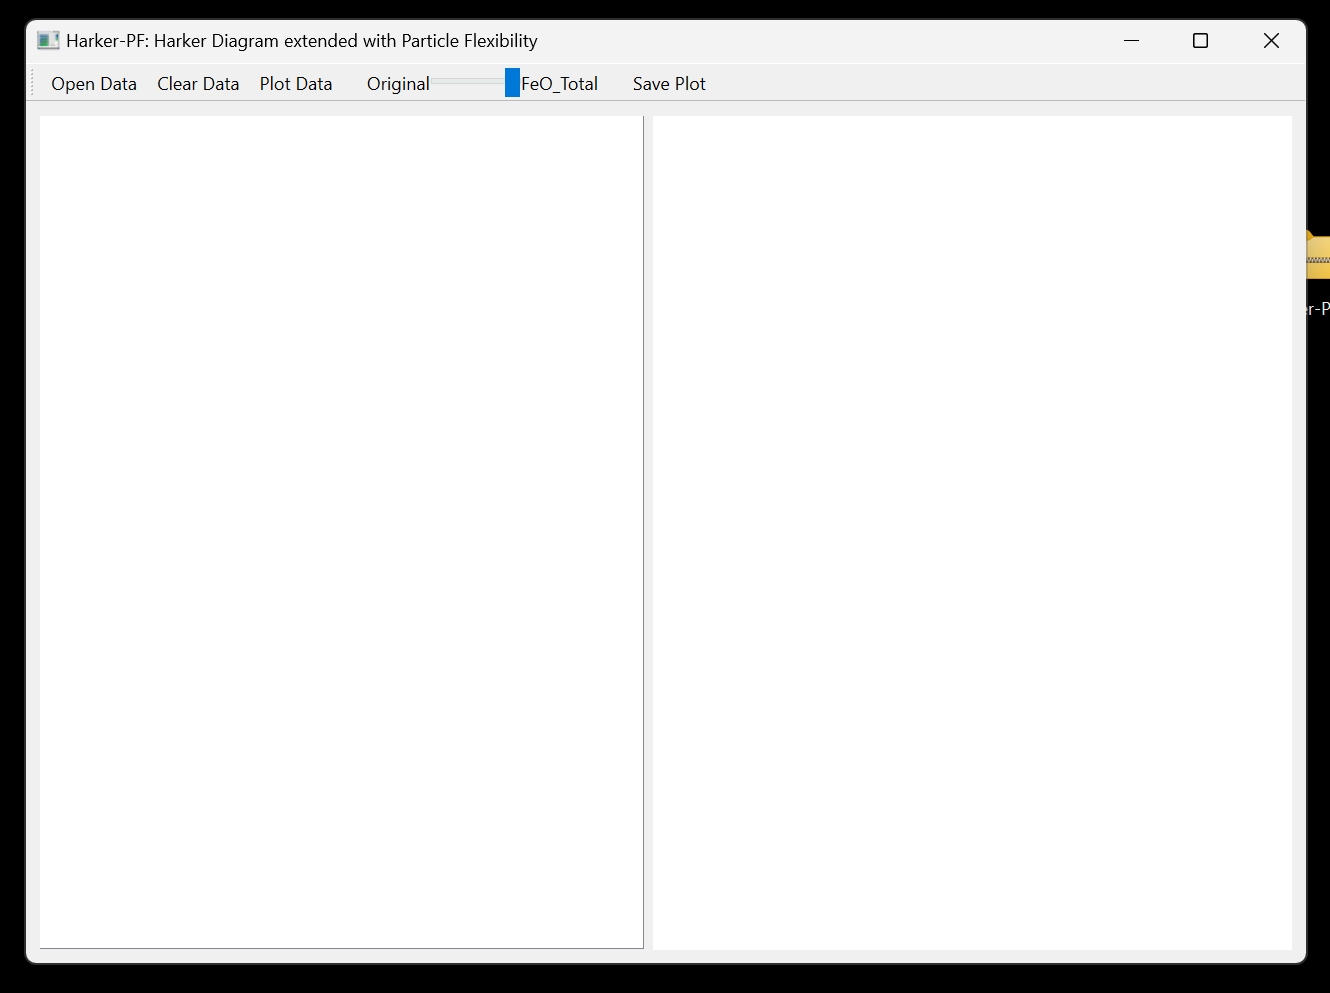 Harker-PF: Harker Diagram extended with Particle Flexibility
Open Data Clear Data Plot Data Original FeO_Total Save Plot
er-P